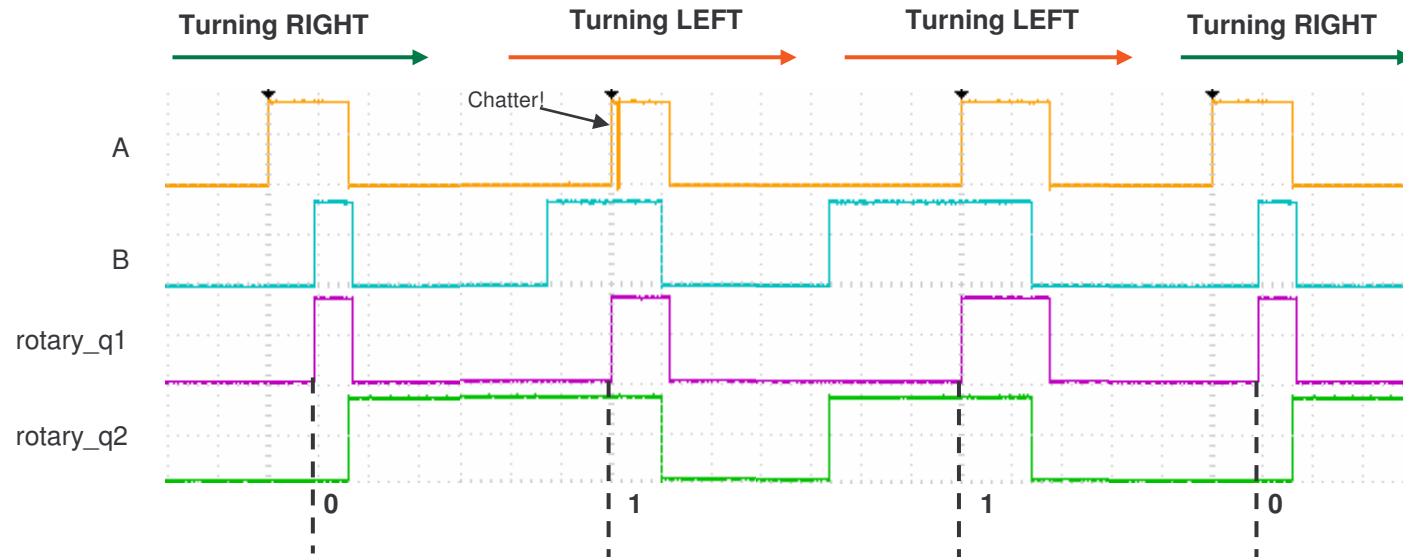 Turning RIGHT
Turning LEFT
Turning LEFT
Turning RIGHT
Chatter!
A
B
rotary_q1
rotary_q2
0
1
1
0